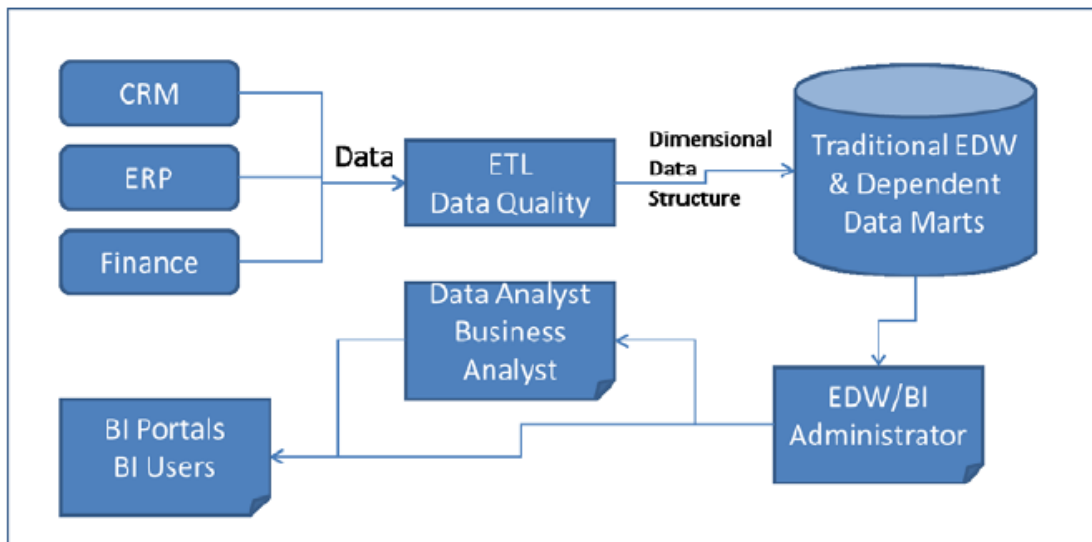 CRM
ERP
Finance
Data
ETL
Data Quality
Dimensional
Data
Structure
Traditional EDW
& Dependent
Data Marts
Data Analyst
Business
Analyst
EDW/BI
Administrator
BI Portals
BI Users